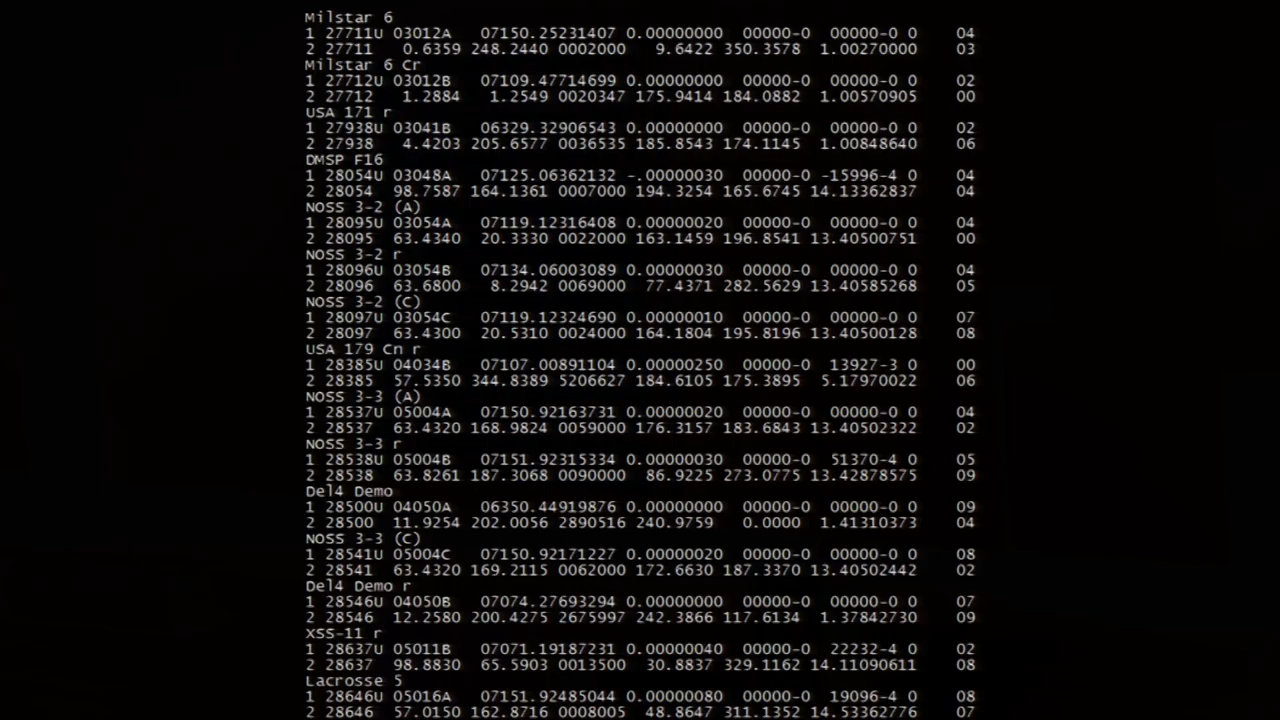 Milstar 6
1 27711U 03012A   07150.25231407 0.00000000  00000-0  00000-0 0    04
2 27711   0.6359 248.2440 0002000   9.6422 350.3578  1.00270000    03
Milstar 6 Cr
1 27712U 03012B   07109.47714699 0.00000000  00000-0  00000-0 0    02
2 27712   1.2884   1.2549 0020347 175.9414 184.0882  1.00570905    00
USA 171 r
1 27938U 03041B   06329.32906543 0.00000000  00000-0  00000-0 0    02
2 27938   4.4203 205.6577 0036535 185.8543 174.1145  1.00848640    06
DMSP F16
1 28054U 03048A   07125.06362132 -.00000030  00000-0 -15996-4 0    04
2 28054  98.7587 164.1361 0007000 194.3254 165.6745 14.13362837    04
NOSS 3-2 (A)
1 28095U 03054A   07119.12316408 0.00000020  00000-0  00000-0 0    04
2 28095  63.4340  20.3330 0022000 163.1459 196.8541 13.40500751    00
NOSS 3-2 r
1 28096U 03054B   07134.06003089 0.00000030  00000-0  00000-0 0    04
2 28096  63.6800   8.2942 0069000  77.4371 282.5629 13.40585268    05
NOSS 3-2 (C)
1 28097U 03054C   07119.12324690 0.00000010  00000-0  00000-0 0    07
2 28097  63.4300  20.5310 0024000 164.1804 195.8196 13.40500128    08
USA 179 Cn r
1 28385U 04034B   07107.00891104 0.00000250  00000-0  13927-3 0    00
2 28385  57.5350 344.8389 5206627 184.6105 175.3895  5.17970022    06
NOSS 3-3 (A)
1 28537U 05004A   07150.92163731 0.00000020  00000-0  00000-0 0    04
2 28537  63.4320 168.9824 0059000 176.3157 183.6843 13.40502322    02
NOSS 3-3 r
1 28538U 05004B   07151.92315334 0.00000030  00000-0  51370-4 0    05
2 28538  63.8261 187.3068 0090000  86.9225 273.0775 13.42878575    09
Del4 Demo
1 28500U 04050A   06350.44919876 0.00000000  00000-0  00000-0 0    09
2 28500  11.9254 202.0056 2890516 240.9759   0.0000  1.41310373    04
NOSS 3-3 (C)
1 28541U 05004C   07150.92171227 0.00000020  00000-0  00000-0 0    08
2 28541  63.4320 169.2115 0062000 172.6630 187.3370 13.40502442    02
Del4 Demo r
1 28546U 04050B   07074.27693294 0.00000000  00000-0  00000-0 0    07
2 28546  12.2580 200.4275 2675997 242.3866 117.6134  1.37842730    09
XSS-11 r
1 28637U 05011B   07071.19187231 0.00000040  00000-0  22232-4 0    02
2 28637  98.8830  65.5903 0013500  30.8837 329.1162 14.11090611    08
Lacrosse 5
1 28646U 05016A   07151.92485044 0.00000080  00000-0  19096-4 0    08
2 28646  57.0150 162.8716 0008005  48.8647 311.1352 14.53362776    07